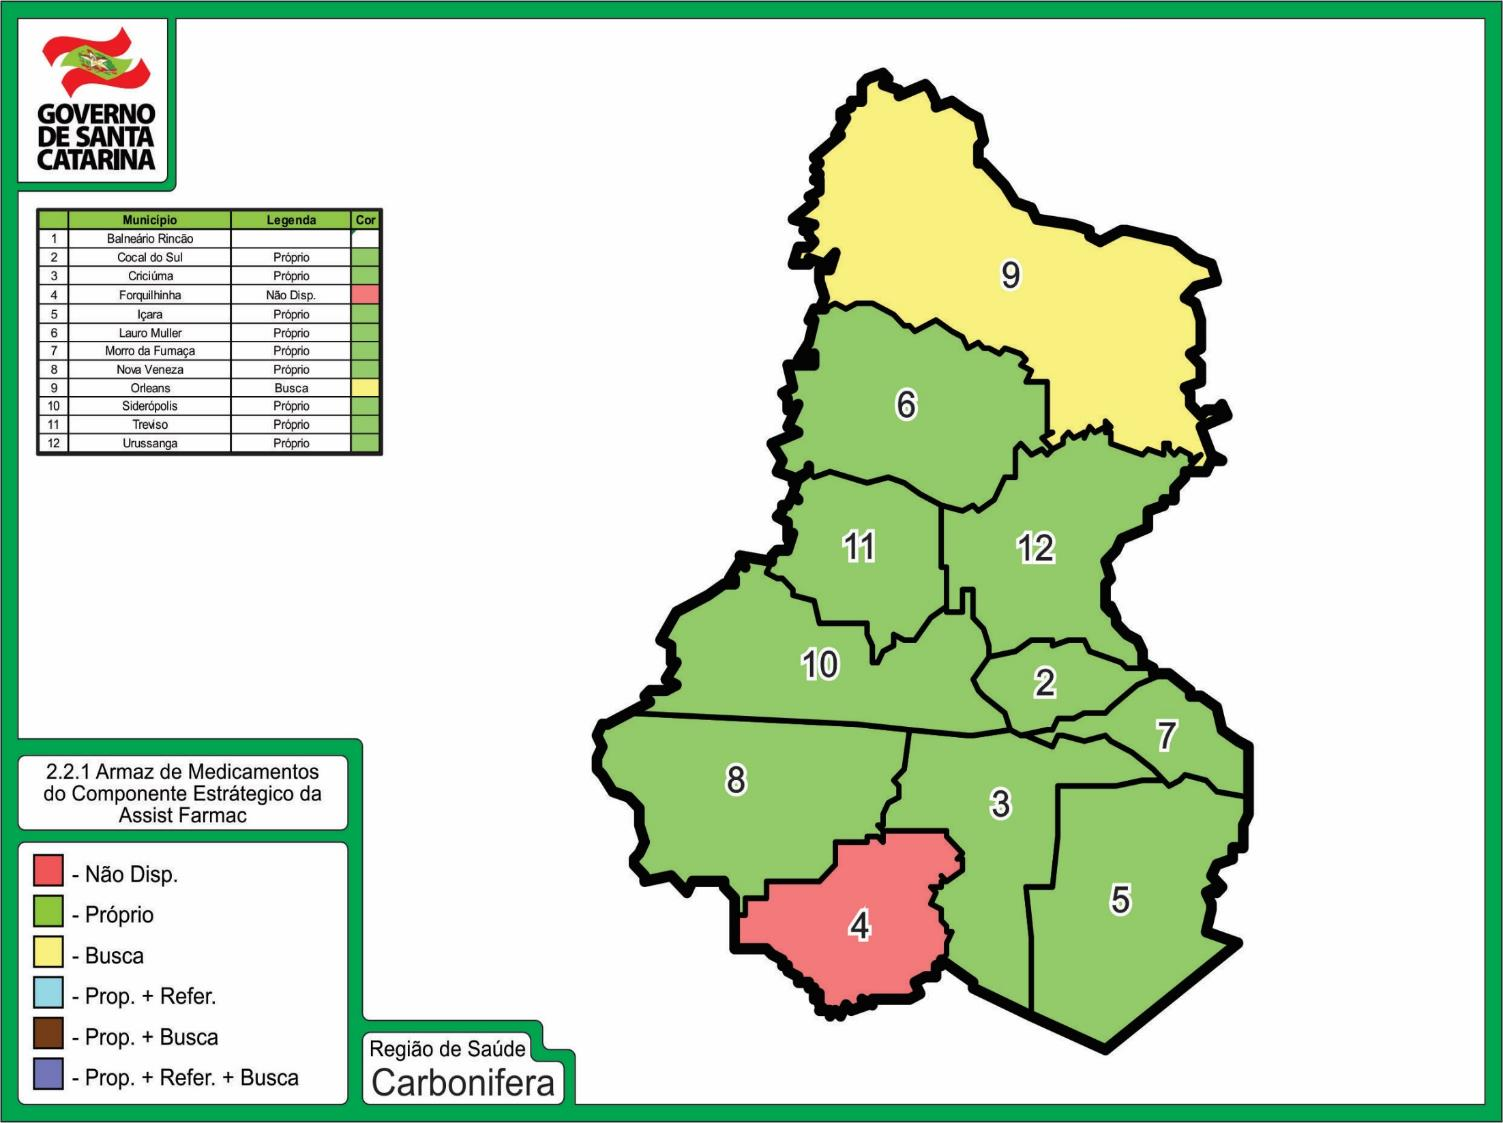 GOVERNO
DE SANTA
CATARINA
Município Legenda Cor
1 Balneário Rincão
2 Cocal do Sul Próprio
3 Criciúma Próprio
4 Forquilhinha Não Disp.
5 Içara Próprio
6 Lauro Muller Próprio
7 Morro da Fumaça Próprio
8 Nova Veneza Próprio
9 Orleans Busca
10 Siderópolis Próprio
11 Treviso Próprio
12 Urussanga Próprio
9
6
11
12
10
2
7
8
3
5
4
2.2.1 Armaz de Medicamentos
do Componente Estrátegico da
Assist Farmac
- Não Disp.
- Próprio
- Busca
- Prop. + Refer.
- Prop. + Busca
- Prop. + Refer. + Busca
Região de Saúde
Carbonifera